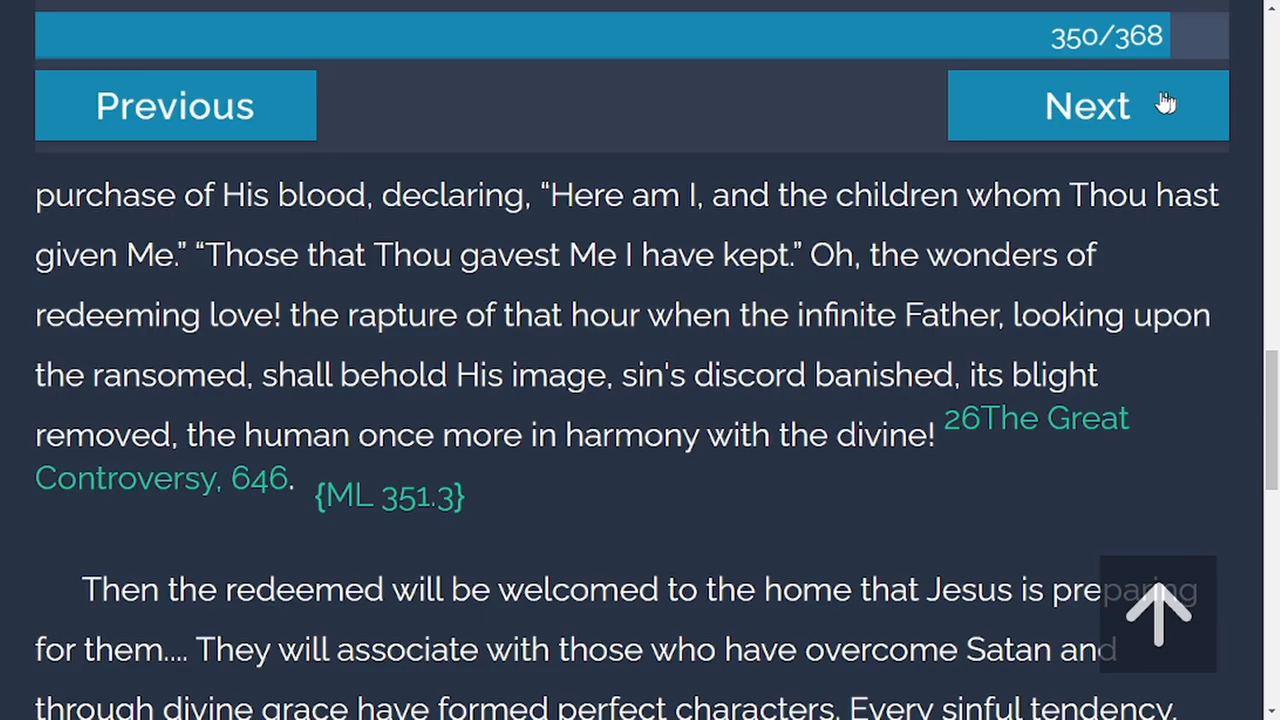 350/368
Previous
Next
purchase of His blood, declaring, “Here am I, and the children whom Thou hast
given Me.” “Those that Thou gavest Me I have kept.” Oh, the wonders of
redeeming love! the rapture of that hour when the infinite Father, looking upon
the ransomed, shall behold His image, sin's discord banished, its blight
removed, the human once more in harmony with the divine! 26The Great
Controversy, 646. {ML 351.3}
Then the redeemed will be welcomed to the home that Jesus is preparing
for them.... They will associate with those who have overcome Satan and
through divine grace have formed perfect characters. Every sinful tendency,